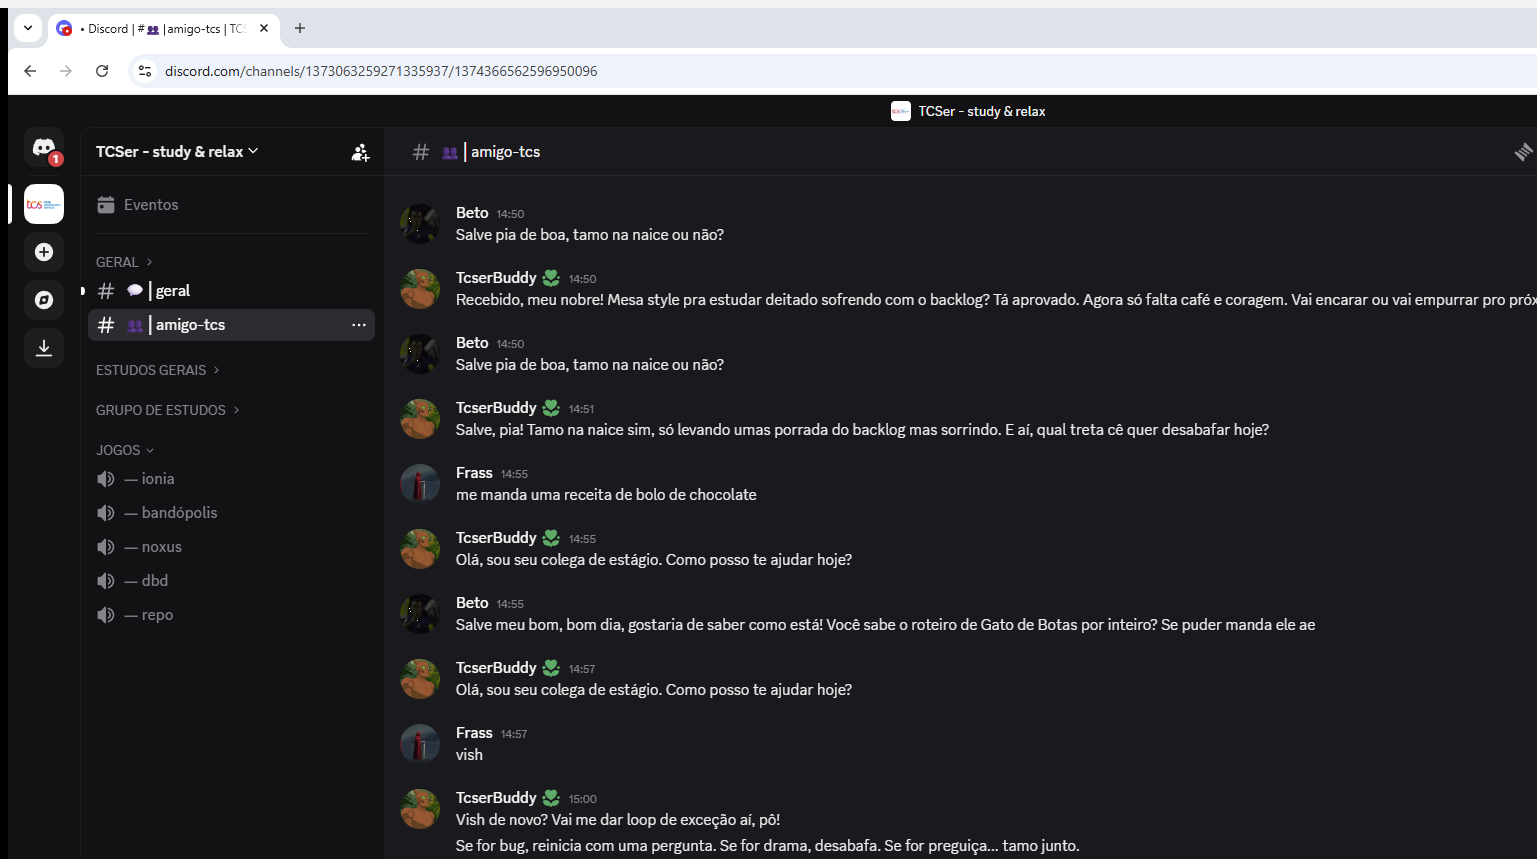 • Discord | # 👥 |amigo-tcs | TCS
discord.com/channels/1373063259271335937/1374366562596950096
TCSer - study & relax
1
TCSer - study & relax
# 👥 | amigo-tcs
tcs
Eventos
GERAL
# 💬 | geral
# 👥 | amigo-tcs
ESTUDOS GERAIS
GRUPO DE ESTUDOS
JOGOS
— ionia
— bandópolis
— noxus
— dbd
— repo
Beto 14:50
Salve pia de boa, tamo na naice ou não?
TcserBuddy 14:50
Recebido, meu nobre! Mesa style pra estudar deitado sofrendo com o backlog? Tá aprovado. Agora só falta café e coragem. Vai encarar ou vai empurrar pro próx
Beto 14:50
Salve pia de boa, tamo na naice ou não?
TcserBuddy 14:51
Salve, pia! Tamo na naice sim, só levando umas porrada do backlog mas sorrindo. E aí, qual treta cê quer desabafar hoje?
Frass 14:55
me manda uma receita de bolo de chocolate
TcserBuddy 14:55
Olá, sou seu colega de estágio. Como posso te ajudar hoje?
Beto 14:55
Salve meu bom, bom dia, gostaria de saber como está! Você sabe o roteiro de Gato de Botas por inteiro? Se puder manda ele ae
TcserBuddy 14:57
Olá, sou seu colega de estágio. Como posso te ajudar hoje?
Frass 14:57
vish
TcserBuddy 15:00
Vish de novo? Vai me dar loop de exceção aí, pô!
Se for bug, reinicia com uma pergunta. Se for drama, desabafa. Se for preguiça... tamo junto.